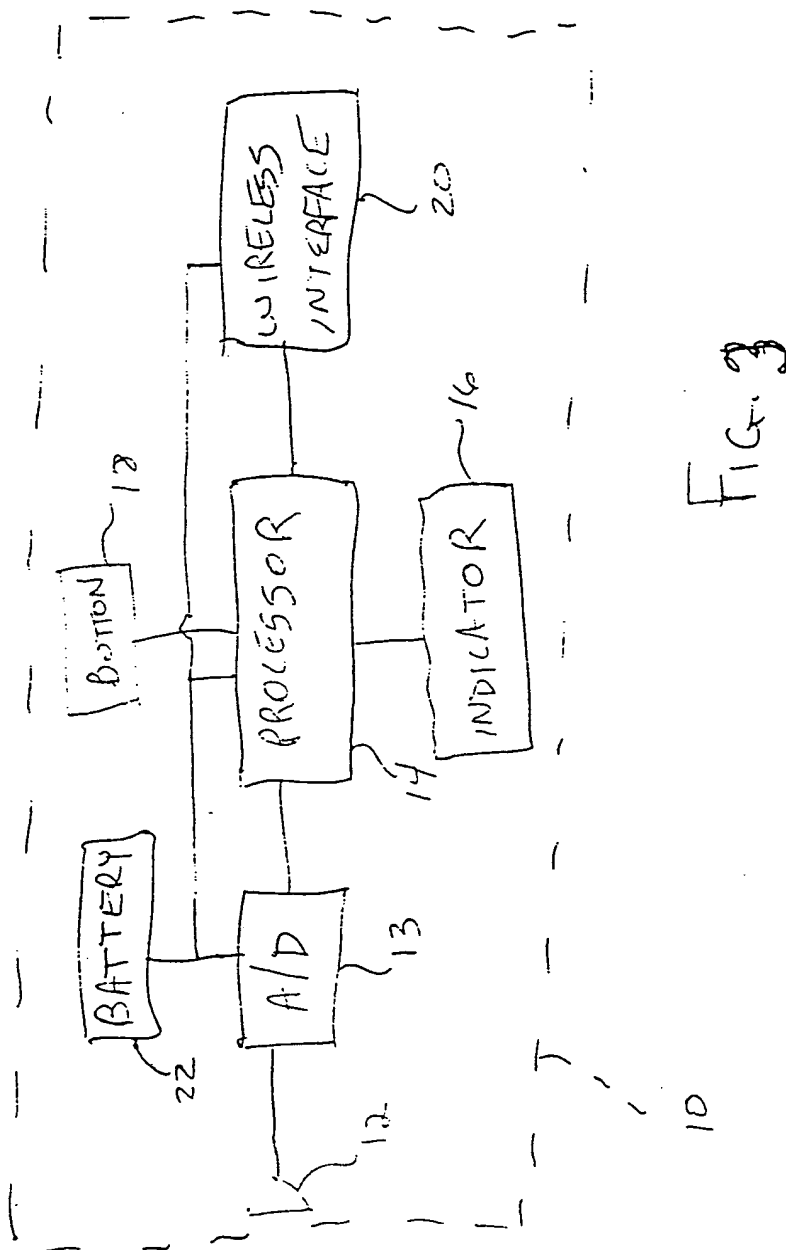 BATTERY
22
BUTTON
18
A/D
13
PROCESSOR
14
WIRELESS
INTERFACE
20
12
INDICATOR
16
10
FIG. 3